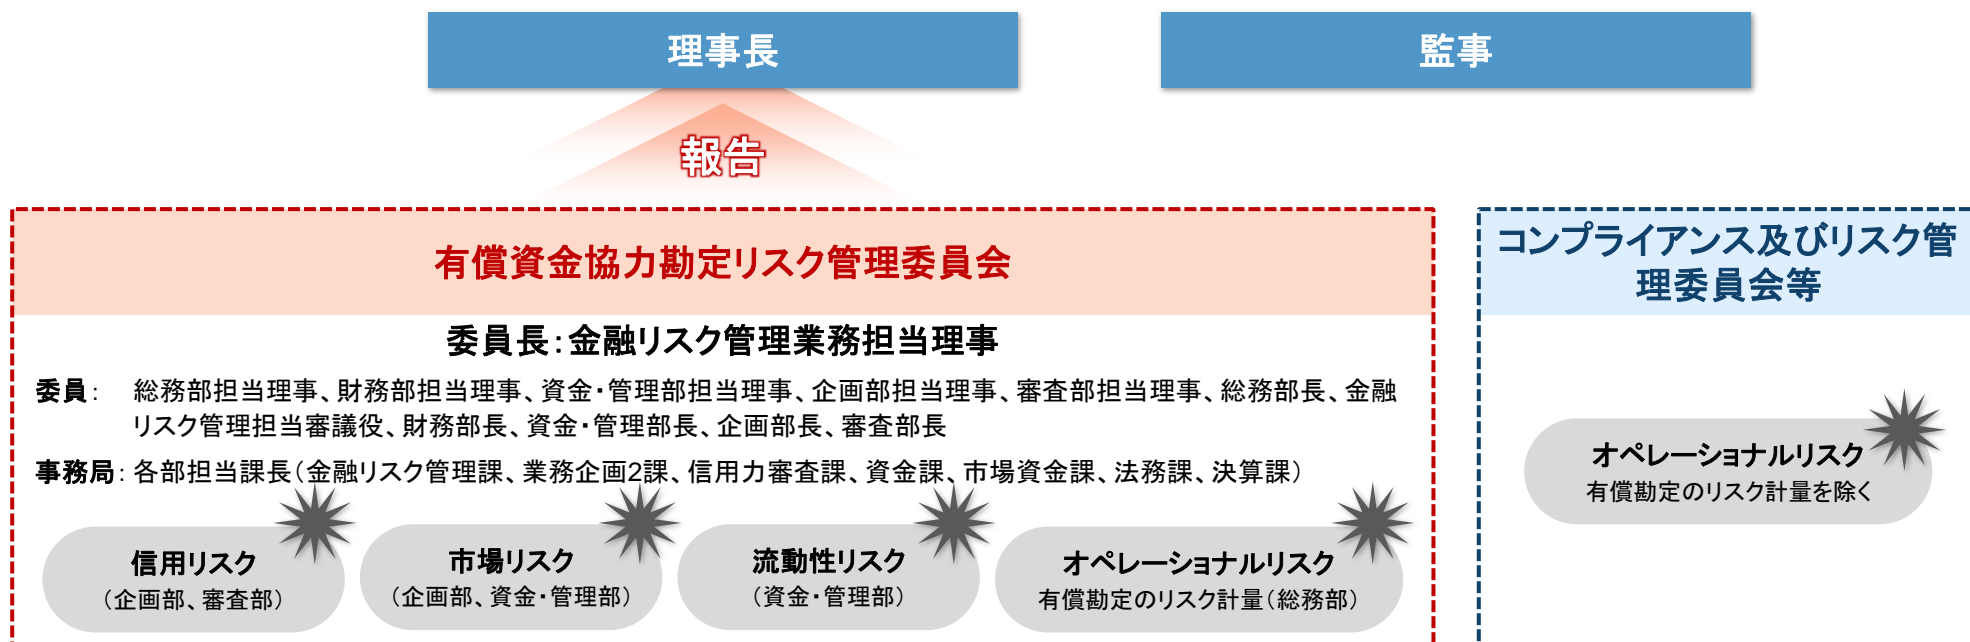 理事長
監事
報告
有償資金協力勘定リスク管理委員会
委員長：金融リスク管理業務担当理事
委員： 総務部担当理事、財務部担当理事、資金・管理部担当理事、企画部担当理事、審査部担当理事、総務部長、金融
リスク管理担当審議役、財務部長、資金・管理部長、企画部長、審査部長
事務局：各部担当課長（金融リスク管理課、業務企画2課、信用力審査課、資金課、市場資金課、法務課、決算課）
信用リスク
（企画部、審査部）
市場リスク
（企画部、資金・管理部）
流動性リスク
（資金・管理部）
オペレーショナルリスク
有償勘定のリスク計量（総務部）
コンプライアンス及びリスク管
理委員会等
オペレーショナルリスク
有償勘定のリスク計量を除く